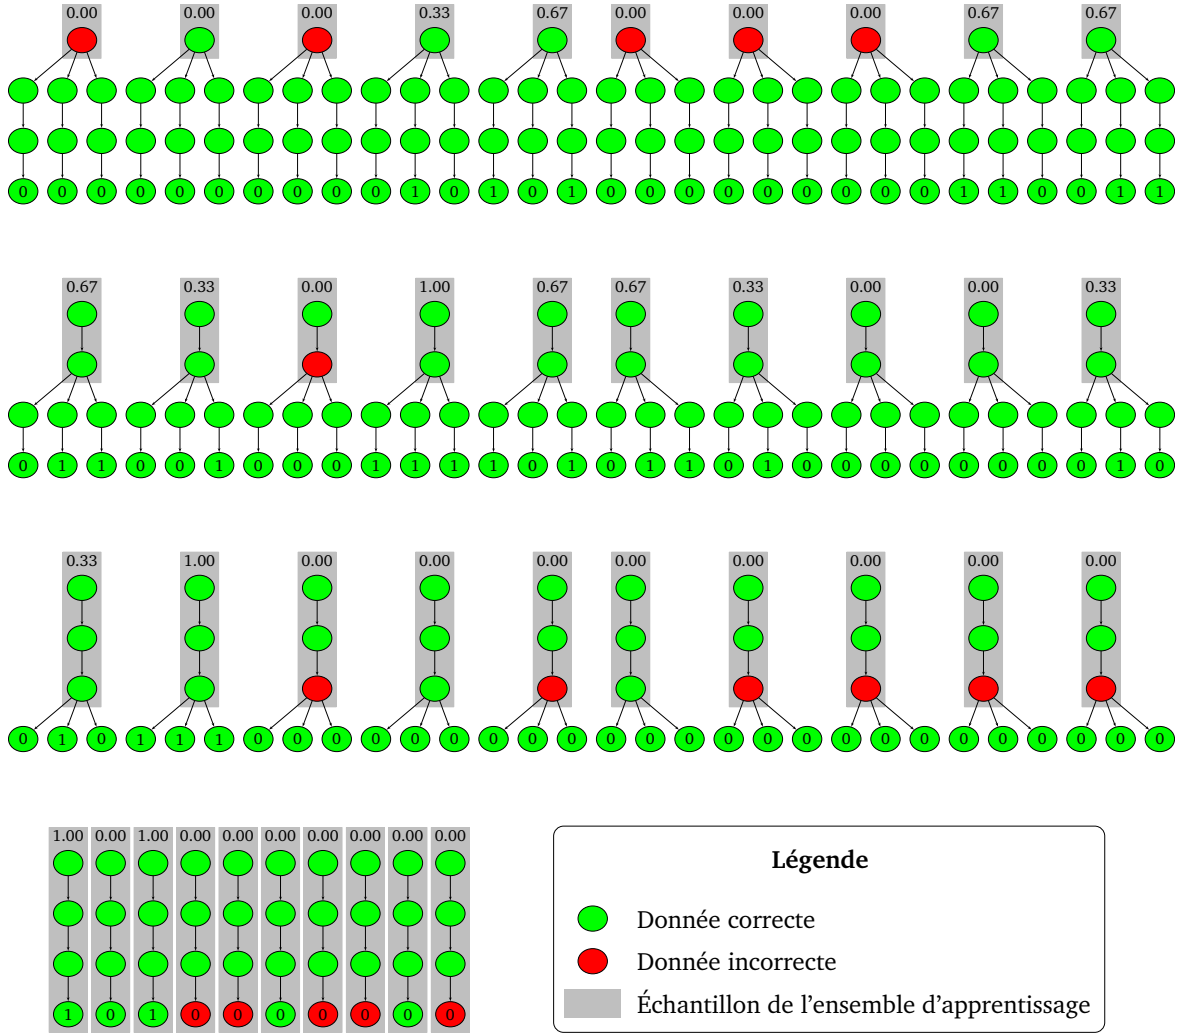 0.00 0.00 0.00 0.33 0.67 0.00 0.00 0.00 0.67 0.67
0 0 0 0 0 0 0 0 0 0 1 0 1 0 1 0 0 0 0 0 0 0 0 0 1 1 0 0 1 1
0.67 0.33 0.00 1.00 0.67 0.67 0.33 0.00 0.00 0.33
0 1 1 0 0 1 0 0 0 1 1 1 1 0 1 0 1 1 0 1 0 0 0 0 0 0 0 0 1 0
0.33 1.00 0.00 0.00 0.00 0.00 0.00 0.00 0.00 0.00
0 1 0 1 1 1 0 0 0 0 0 0 0 0 0 0 0 0 0 0 0 0 0 0 0 0 0 0 0 0
1.00 0.00 1.00 0.00 0.00 0.00 0.00 0.00 0.00 0.00
1 0 1 0 0 0 0 0 0 0
Légende
Donnée correcte
Donnée incorrecte
Échantillon de l'ensemble d'apprentissage